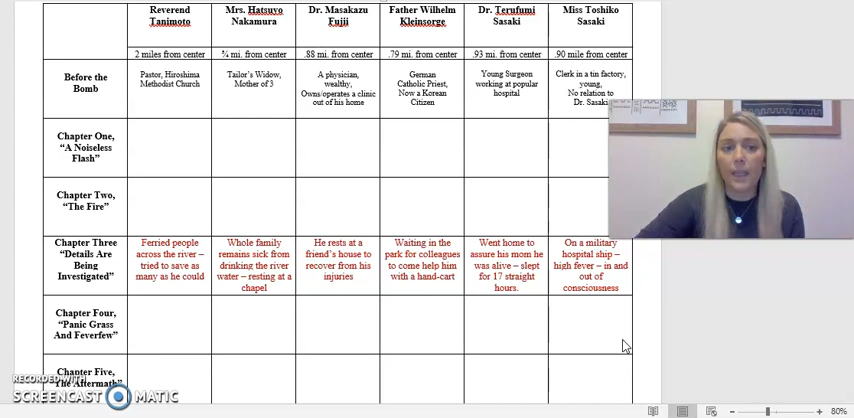 Reverend
Tanimoto
Mrs. Hatsuyo
Nakamura
Dr. Masakazu
Fujii
Father Wilhelm
Kleinsorge
Dr. Terufumi
Sasaki
Miss Toshiko
Sasaki
2 miles from center
¾ mi. from center
.88 mi. from center
.79 mi. from center
.93 mi. from center
.90 mile from center
Before the
Bomb
Pastor, Hiroshima
Methodist Church
Tailor's Widow,
Mother of 3
A physician,
wealthy,
Owns/operates a clinic
out of his home
German
Catholic Priest,
Now a Korean
Citizen
Young Surgeon
working at popular
hospital
Clerk in a tin factory,
young,
No relation to
Dr. Sasaki
Chapter One,
"A Noiseless
Flash"
Chapter Two,
"The Fire"
Chapter Three
"Details Are
Being
Investigated"
Ferried people
across the river –
tried to save as
many as he could
Whole family
remains sick from
drinking the river
water – resting at a
chapel
He rests at a
friend's house to
recover from his
injuries
Waiting in the
park for colleagues
to come help him
with a hand-cart
Went home to
assure his mom he
was alive – slept
for 17 straight
hours.
On a military
hospital ship –
high fever – in and
out of
consciousness
Chapter Four,
"Panic Grass
And Feverfew"
Chapter Five,
The Aftermath"
RECORDED WITH
SCREENCAST MATIC
80%